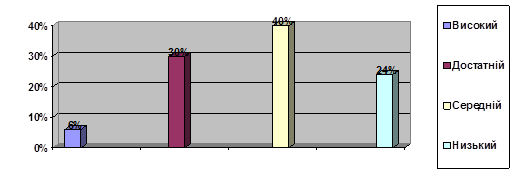 40%
30%
20%
10%
0%
6%
30%
40%
24%
Високий
Достатній
Середній
Низький